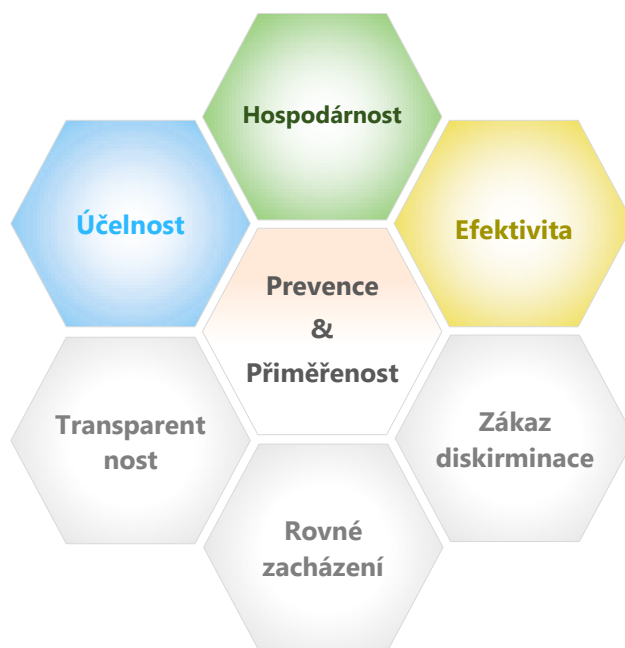 Hospodárnost
Účelnost
Efektivita
Prevence
&
Přiměřenost
Transparent
nost
Zákaz
diskirminace
Rovné
zacházení